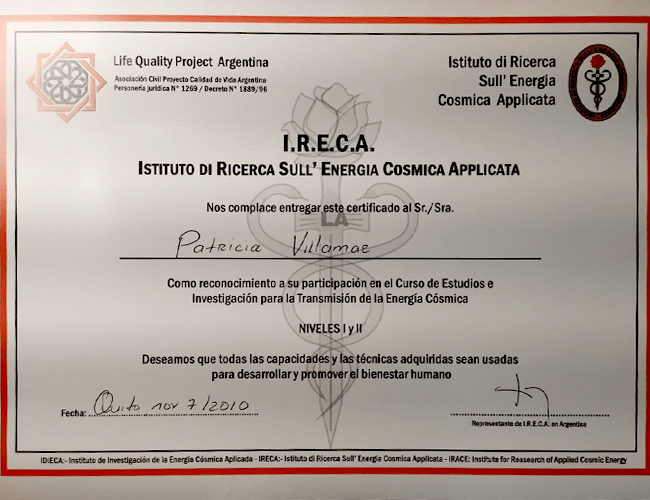 Life Quality Project Argentina
Asociación Civil Proyecto Calidad de Vida Argentina
Personería jurídica N° 1269 / Decreto N° 1889/96
Istituto di Ricerca
Sull' Energia
Cosmica Applicata
I.R.E.C.A.
ISTITUTO DI RICERCA SULL' ENERGIA COSMICA APPLICATA
Nos complace entregar este certificado al Sr./Sra.
LA
Patricia Villamae
Como reconocimiento a su participación en el Curso de Estudios e
Investigación para la Transmisión de la Energía Cósmica
NIVELES I y II
Deseamos que todas las capacidades y las técnicas adquiridas sean usadas
para desarrollar y promover el bienestar humano
Fecha: Quito nov 7/2010
Representante de I.R.E.C.A. en Argentina
IDIECA:- Instituto de Investigación de la Energía Cósmica Aplicada - IRECA:- Istituto di Ricerca Sull' Energia Cosmica Applicata - IRACE: Institute for Reasearch of Applied Cosmic Energy